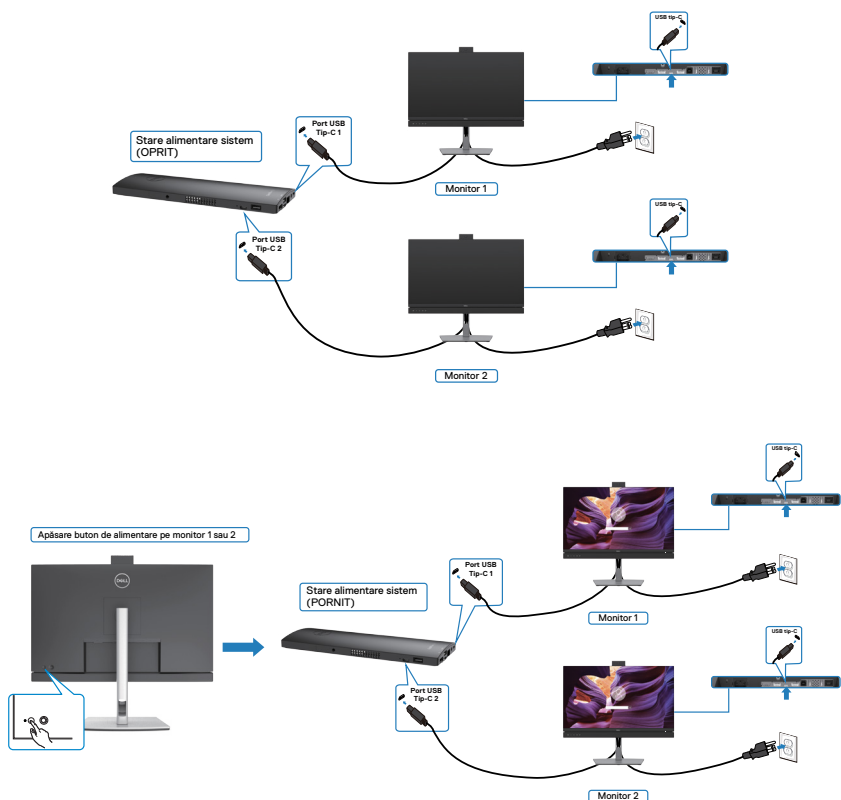 USB tip-C
Port USB
Tip-C 1
Stare alimentare sistem
(OPRIT)
Monitor 1
USB tip-C
Port USB
Tip-C 2
Monitor 2
USB tip-C
Apăsare buton de alimentare pe monitor 1 sau 2
Port USB
Tip-C 1
DELL
Stare alimentare sistem
(PORNIT)
Monitor 1
USB tip-C
Port USB
Tip-C 2
Monitor 2